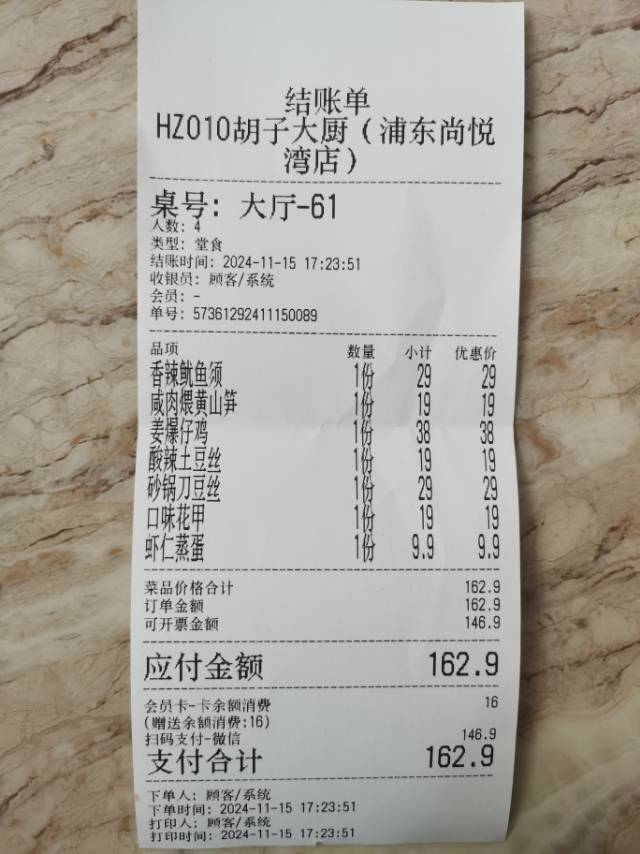 结账单
HZ010胡子大厨（浦东尚悦
湾店）
桌号: 大厅-61
人数: 4
类型: 堂食
结账时间: 2024-11-15 17:23:51
收银员: 顾客/系统
会员: -
单号: 57361292411150089
品项 数量 小计 优惠价
香辣鱿鱼须 1份 29 29
咸肉煨黄山笋 1份 19 19
姜爆仔鸡 1份 38 38
酸辣土豆丝 1份 19 19
砂锅刀豆丝 1份 29 29
口味花甲 1份 19 19
虾仁蒸蛋 1份 9.9 9.9
菜品价格合计 162.9
订单金额 162.9
可开票金额 146.9
应付金额 162.9
会员卡-卡余额消费 16
(赠送余额消费:16)
扫码支付-微信 146.9
支付合计 162.9
下单人: 顾客/系统
下单时间: 2024-11-15 17:23:51
打印人: 顾客/系统
打印时间: 2024-11-15 17:23:51